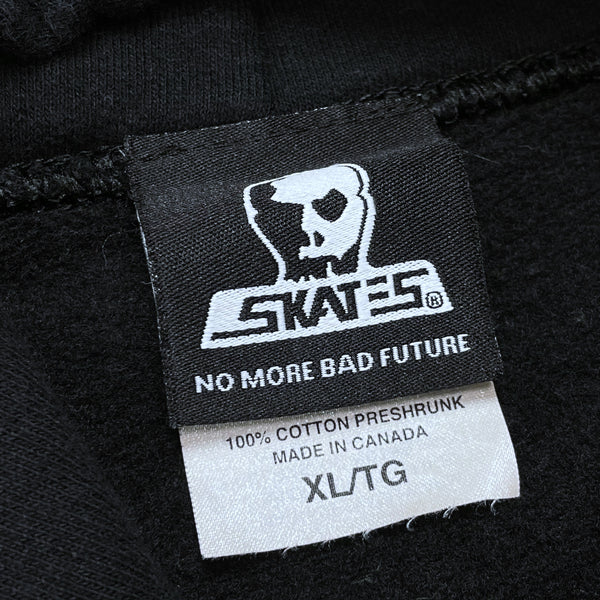 SKATES®
NO MORE BAD FUTURE
100% COTTON PRESHRUNK
MADE IN CANADA
XL/TG